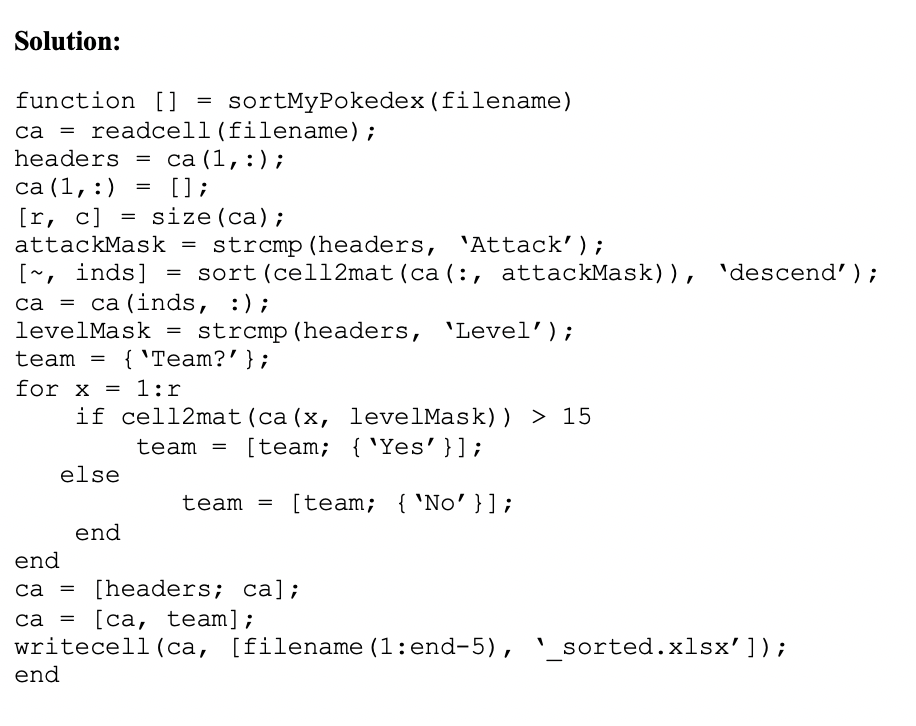 Solution:
function [] = sortMyPokedex(filename)
ca = readcell(filename);
headers = ca(1,:);
ca(1,:) = [];
[r, c] = size(ca);
attackMask = strcmp(headers, ‘Attack’);
[~, inds] = sort(cell2mat(ca(:, attackMask)), ‘descend’);
ca = ca(inds, :);
levelMask = strcmp(headers, ‘Level’);
team = {‘Team?’};
for x = 1:r
    if cell2mat(ca(x, levelMask)) > 15
        team = [team; {‘Yes’}];
   else
           team = [team; {‘No’}];
    end
end
ca = [headers; ca];
ca = [ca, team];
writecell(ca, [filename(1:end-5), ‘_sorted.xlsx’]);
end